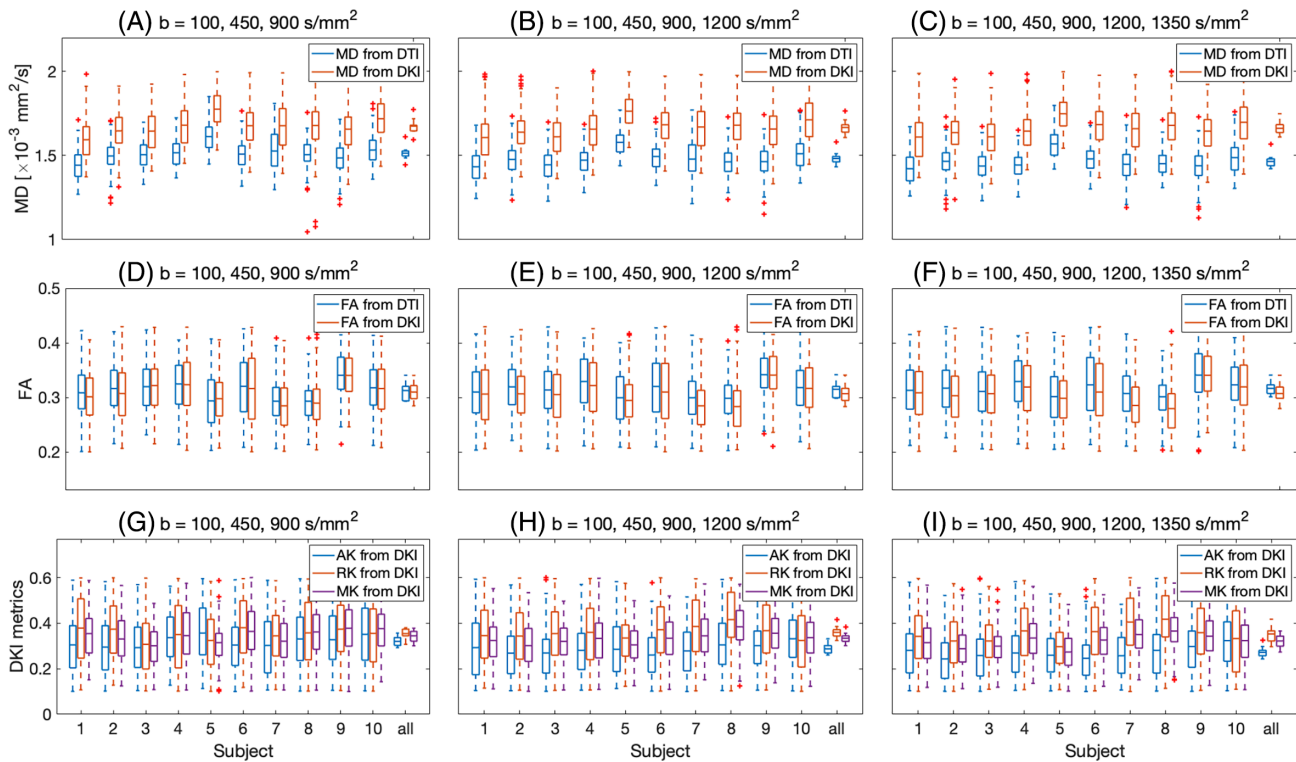 (A) b = 100, 450, 900 s/mm²
(B) b = 100, 450, 900, 1200 s/mm²
(C) b = 100, 450, 900, 1200, 1350 s/mm²
MD from DTI
MD from DKI
MD from DTI
MD from DKI
MD from DTI
MD from DKI
MD [ ×10⁻³ mm²/s]
2
1.5
1
(D) b = 100, 450, 900 s/mm²
(E) b = 100, 450, 900, 1200 s/mm²
(F) b = 100, 450, 900, 1200, 1350 s/mm²
FA from DTI
FA from DKI
FA from DTI
FA from DKI
FA from DTI
FA from DKI
FA
0.5
0.4
0.3
0.2
(G) b = 100, 450, 900 s/mm²
(H) b = 100, 450, 900, 1200 s/mm²
(I) b = 100, 450, 900, 1200, 1350 s/mm²
AK from DKI
RK from DKI
MK from DKI
AK from DKI
RK from DKI
MK from DKI
AK from DKI
RK from DKI
MK from DKI
DKI metrics
0.6
0.4
0.2
0
1 2 3 4 5 6 7 8 9 10 all
1 2 3 4 5 6 7 8 9 10 all
1 2 3 4 5 6 7 8 9 10 all
Subject
Subject
Subject